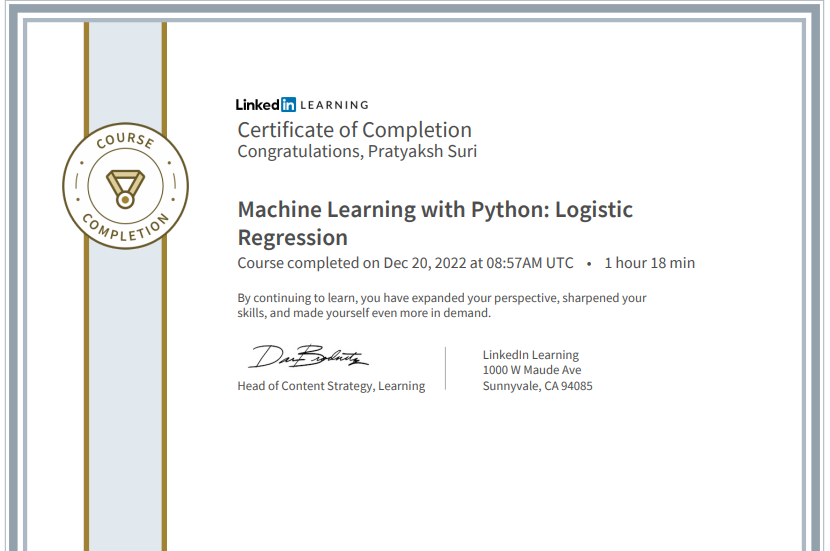 COURSE
COMPLETION
Linked in LEARNING
Certificate of Completion
Congratulations, Pratyaksh Suri
Machine Learning with Python: Logistic
Regression
Course completed on Dec 20, 2022 at 08:57AM UTC • 1 hour 18 min
By continuing to learn, you have expanded your perspective, sharpened your
skills, and made yourself even more in demand.
Head of Content Strategy, Learning
LinkedIn Learning
1000 W Maude Ave
Sunnyvale, CA 94085